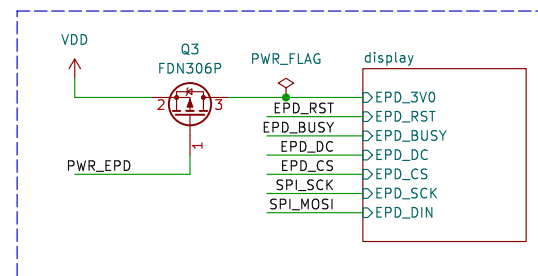 VDD
Q3
FDN306P
PWR_FLAG
display
2
3
1
PWR_EPD
EPD_3V0
EPD_RST
EPD_RST
EPD_BUSY
EPD_BUSY
EPD_DC
EPD_DC
EPD_CS
EPD_CS
SPI_SCK
EPD_SCK
SPI_MOSI
EPD_DIN